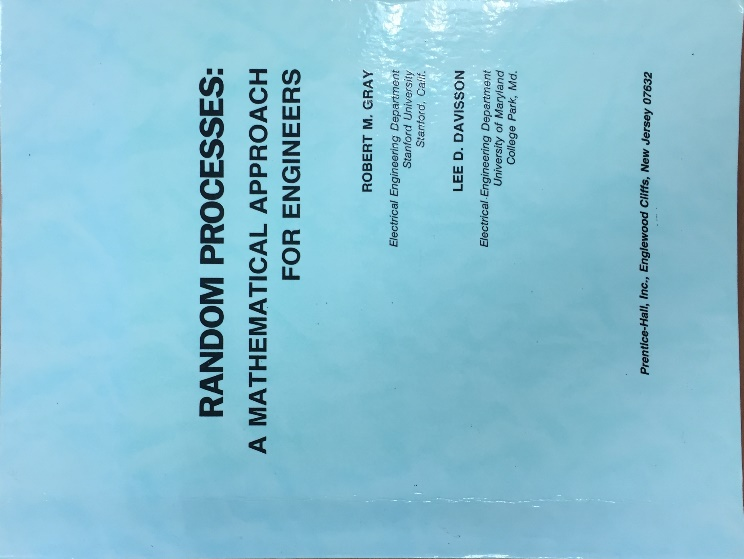 RANDOM PROCESSES:
A MATHEMATICAL APPROACH
FOR ENGINEERS
ROBERT M. GRAY
Electrical Engineering Department
Stanford University
Stanford, Calif.
LEE D. DAVISSON
Electrical Engineering Department
University of Maryland
College Park, Md.
Prentice-Hall, Inc., Englewood Cliffs, New Jersey 07632